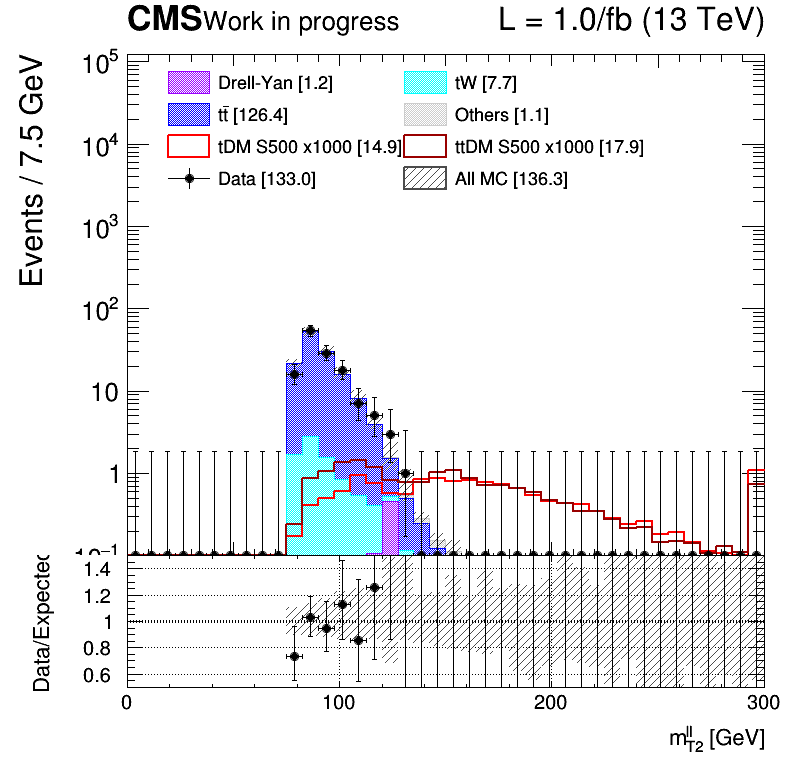 CMS Work in progress L = 1.0/fb (13 TeV)
Events / 7.5 GeV
10⁵
10⁴
10³
10²
10
1
10⁻¹
Drell-Yan [1.2] tW [7.7]
tt̄ [126.4] Others [1.1]
tDM S500 x1000 [14.9] ttDM S500 x1000 [17.9]
Data [133.0] All MC [136.3]
Data/Expected
1.4
1.2
1
0.8
0.6
0 100 200 300
m_T2^ll [GeV]